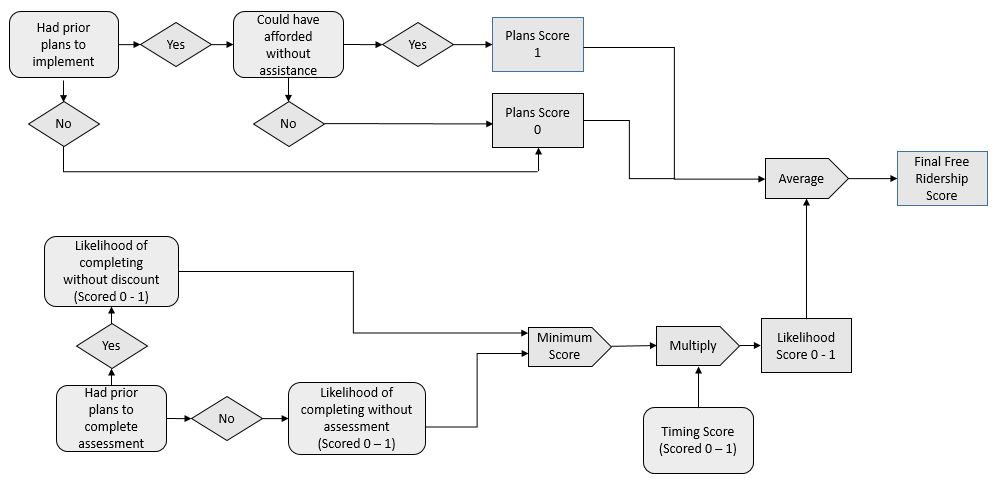 Had prior
plans to
implement
Yes
Could have
afforded
without
assistance
Yes
Plans Score
1
No
No
Plans Score
0
Average
Final Free
Ridership
Score
Likelihood of
completing
without discount
(Scored 0 - 1)
Yes
Had prior
plans to
complete
assessment
No
Likelihood of
completing without
assessment
(Scored 0 – 1)
Minimum
Score
Multiply
Likelihood
Score 0 - 1
Timing Score
(Scored 0 – 1)